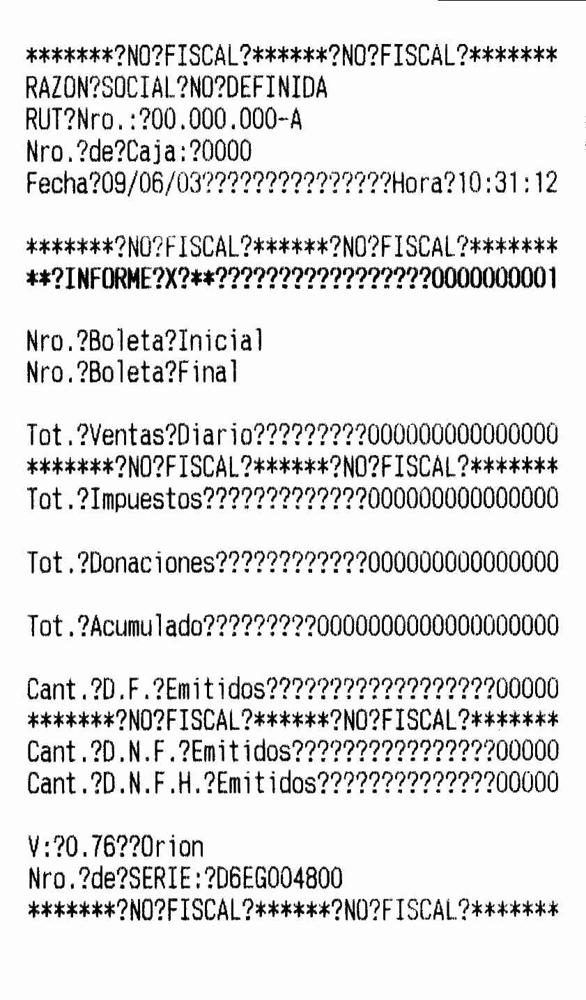 *******?NO?FISCAL?******?NO?FISCAL?*******
RAZON?SOCIAL?NO?DEFINIDA
RUT?Nro.:?00.000.000-A
Nro.?de?Caja:?0000
Fecha?09/06/03???????????????Hora?10:31:12
*******?NO?FISCAL?******?NO?FISCAL?*******
**?INFORME?X?**?????????????????0000000001
Nro.?Boleta?Inicial
Nro.?Boleta?Final
Tot.?Ventas?Diario?????????000000000000000
*******?NO?FISCAL?******?NO?FISCAL?*******
Tot.?Impuestos?????????????000000000000000
Tot.?Donaciones????????????000000000000000
Tot.?Acumulado?????????0000000000000000000
Cant.?D.F.?Emitidos??????????????????00000
*******?NO?FISCAL?******?NO?FISCAL?*******
Cant.?D.N.F.?Emitidos????????????????00000
Cant.?D.N.F.H.?Emitidos??????????????00000
V:?0.76??Orion
Nro.?de?SERIE:?D6EG004800
*******?NO?FISCAL?******?NO?FISCAL?*******